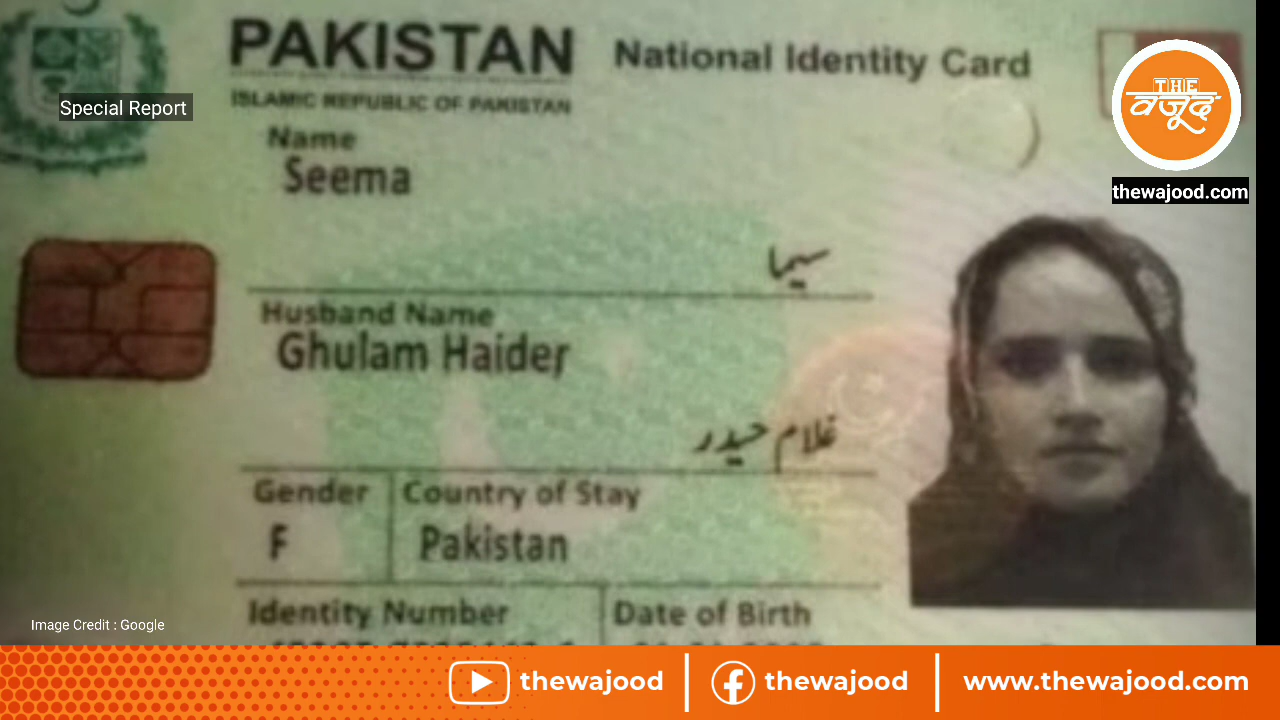 PAKISTAN National Identity Card
ISLAMIC REPUBLIC OF PAKISTAN
Special Report
THE
वजूद
thewajood.com
Name
Seema
سیما
Husband Name
Ghulam Haider
غلام حیدر
Gender Country of Stay
F Pakistan
Identity Number Date of Birth
Image Credit : Google
thewajood thewajood www.thewajood.com